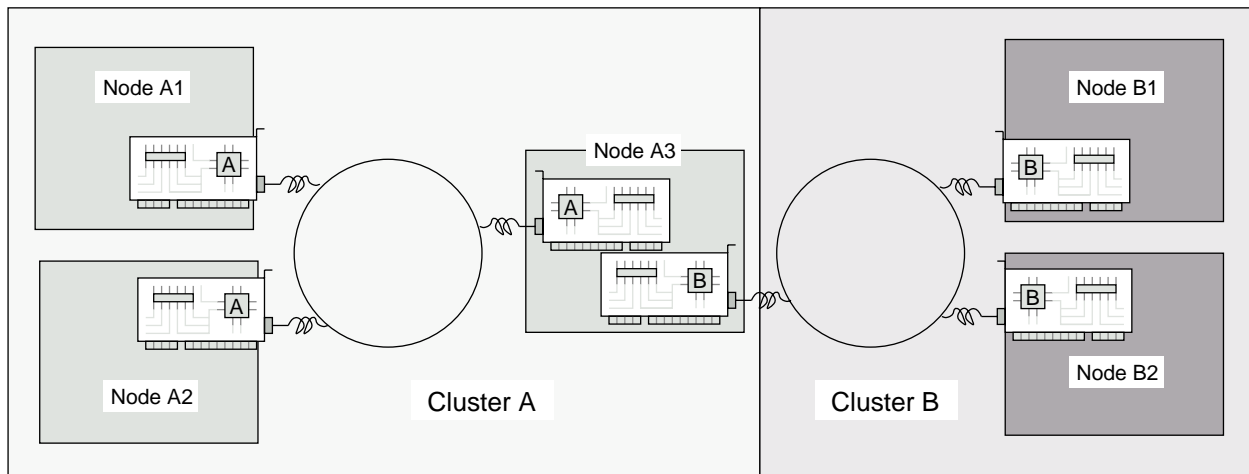 Node A1
A
Node A2
A
Node A3
A
B
Cluster A
Node B1
B
Node B2
B
Cluster B